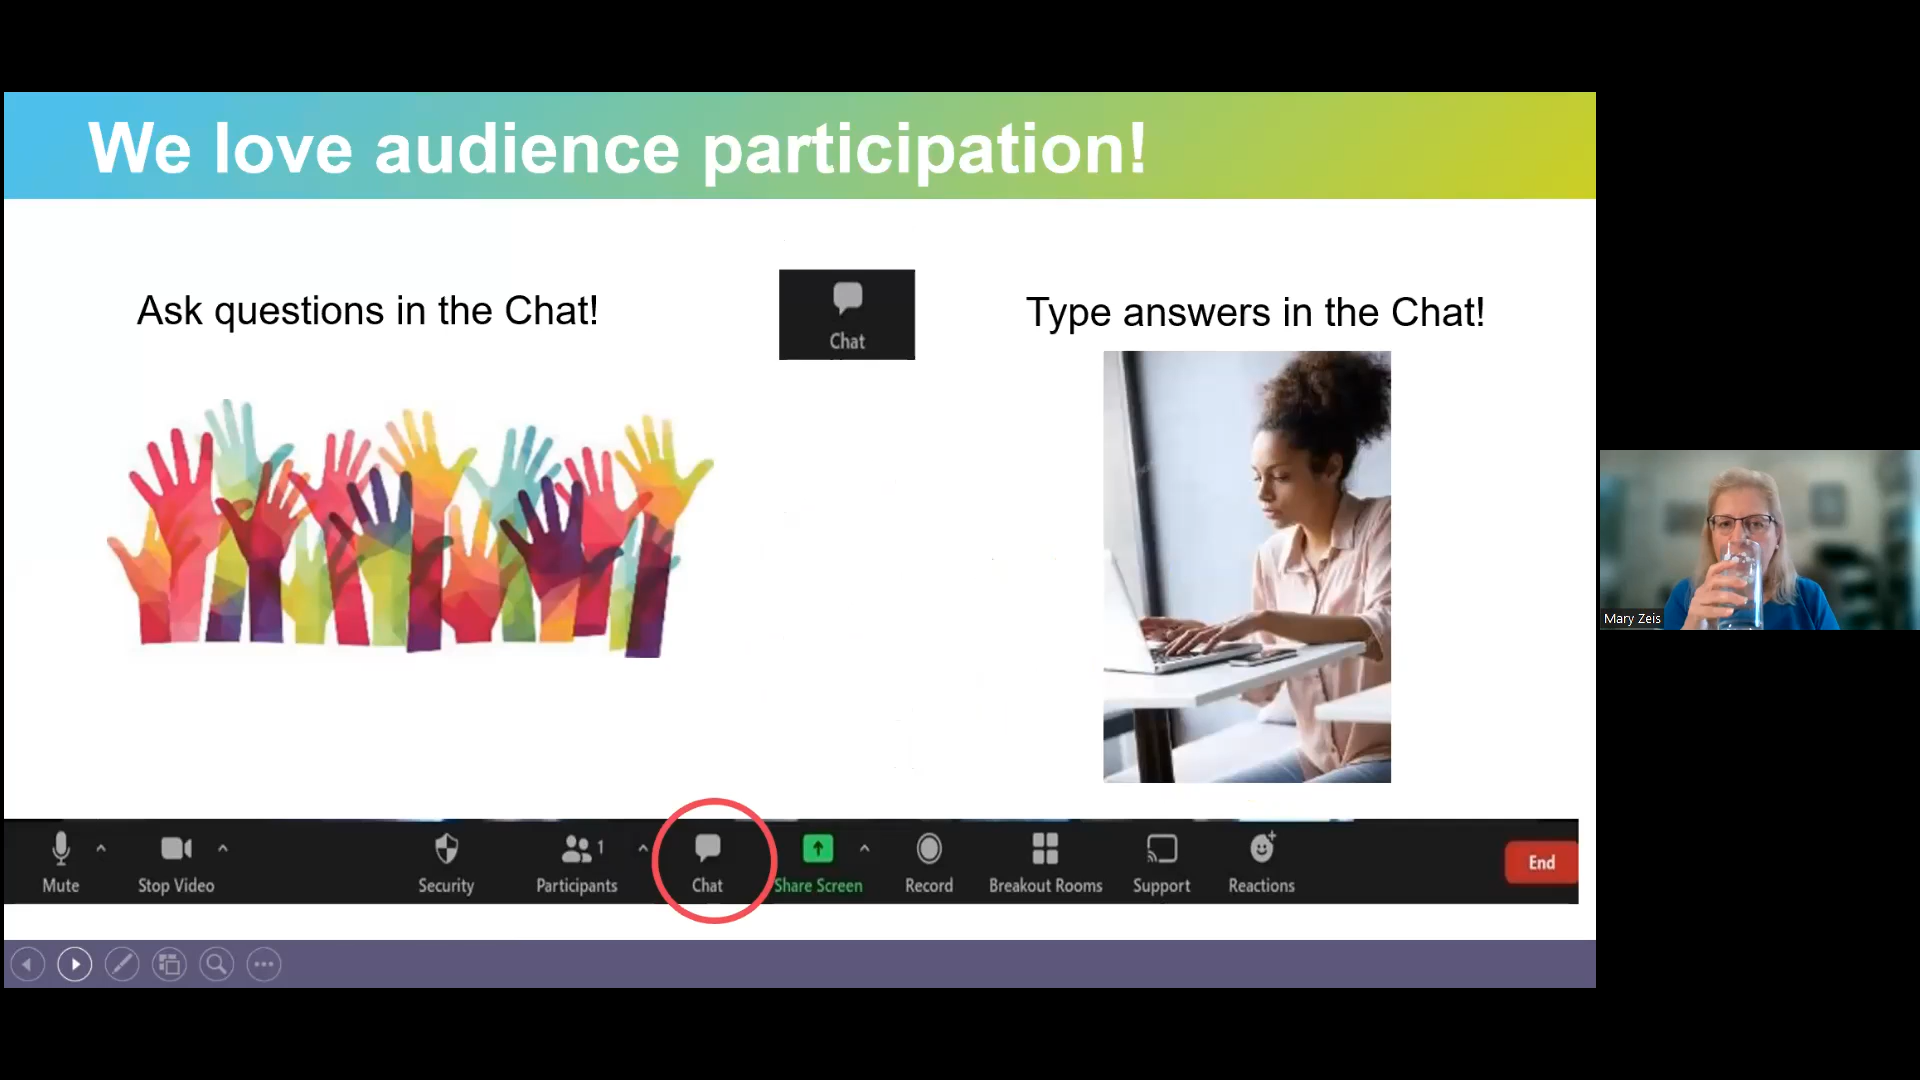 We love audience participation!
Ask questions in the Chat!
Chat
Type answers in the Chat!
Mary Zeis
Mute
Stop Video
Security
1
Participants
Chat
Share Screen
Record
Breakout Rooms
Support
Reactions
End